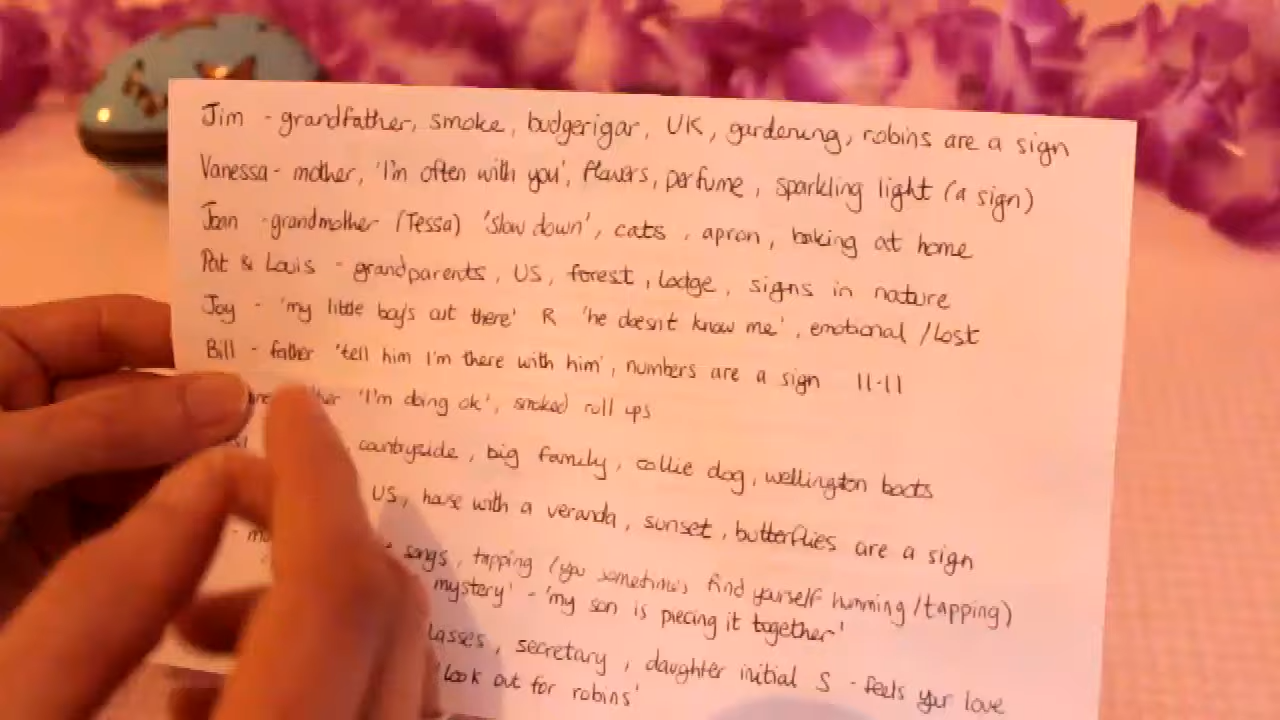 Jim - grandfather, smoke, budgerigar, UK, gardening, robins are a sign
Vanessa - mother, 'I'm often with you', flowers, perfume, sparkling light (a sign)
Joan - grandmother (Tessa) 'slow down', cats, apron, baking at home
Pat & Louis - grandparents, US, forest, lodge, signs in nature
Joy - 'my little boy's out there' R 'he doesn't know me', emotional / lost
Bill - father 'tell him I'm there with him', numbers are a sign 11-11
'I'm doing ok', smoked roll ups
countryside, big family, collie dog, wellington boots
US, house with a veranda, sunset, butterflies are a sign
songs, tapping (you sometimes find yourself humming/tapping)
mystery' - 'my son is piecing it together'
secretary, daughter initial S - feels your love
'look out for robins'